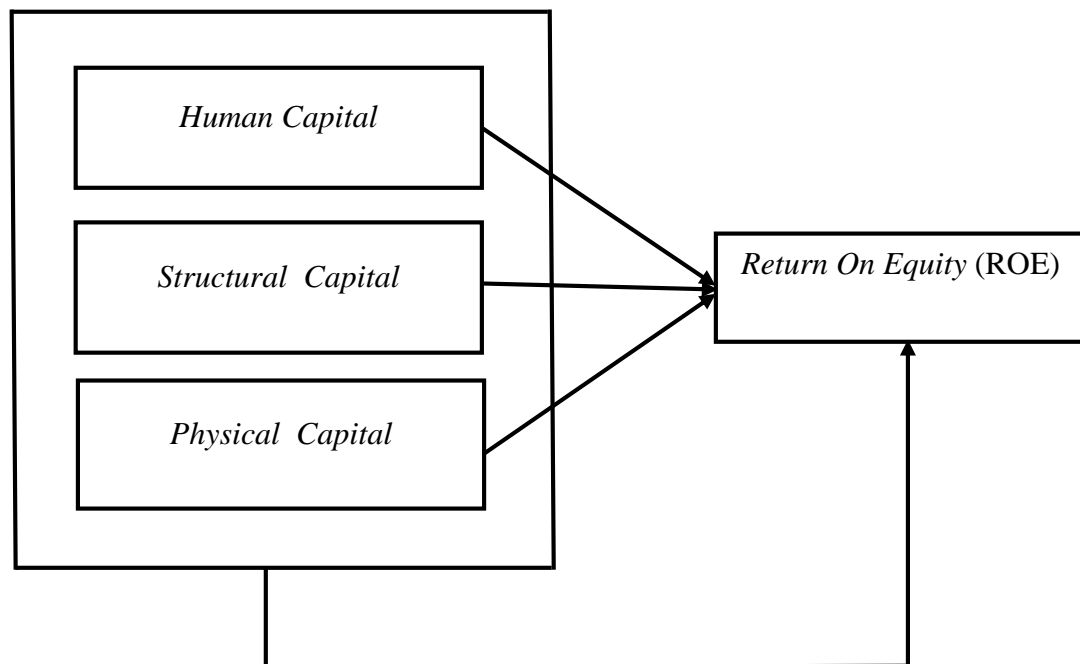 Human Capital
Structural Capital
Return On Equity (ROE)
Physical Capital